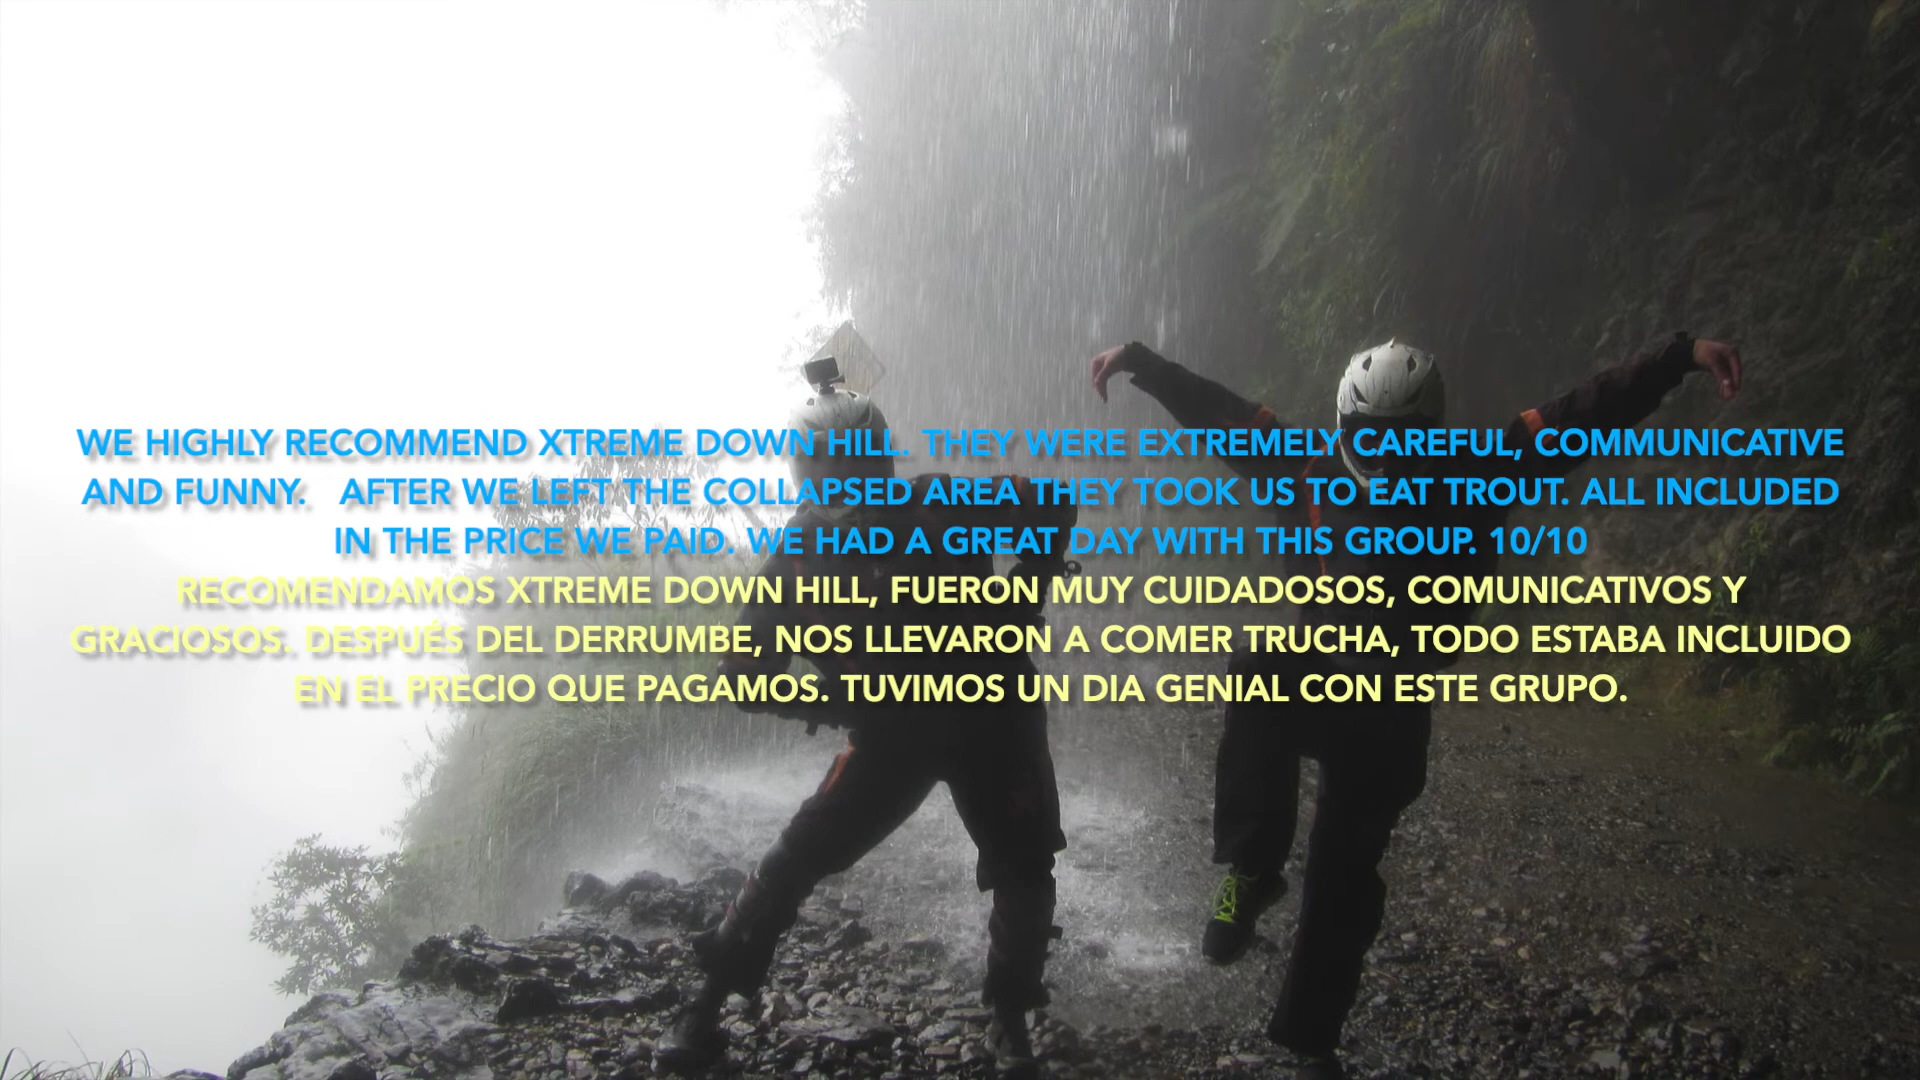 WE HIGHLY RECOMMEND XTREME DOWN HILL. THEY WERE EXTREMELY CAREFUL, COMMUNICATIVE
AND FUNNY.   AFTER WE LEFT THE COLLAPSED AREA THEY TOOK US TO EAT TROUT. ALL INCLUDED
IN THE PRICE WE PAID. WE HAD A GREAT DAY WITH THIS GROUP. 10/10
RECOMENDAMOS XTREME DOWN HILL, FUERON MUY CUIDADOSOS, COMUNICATIVOS Y
GRACIOSOS. DESPUÉS DEL DERRUMBE, NOS LLEVARON A COMER TRUCHA, TODO ESTABA INCLUIDO
EN EL PRECIO QUE PAGAMOS. TUVIMOS UN DIA GENIAL CON ESTE GRUPO.